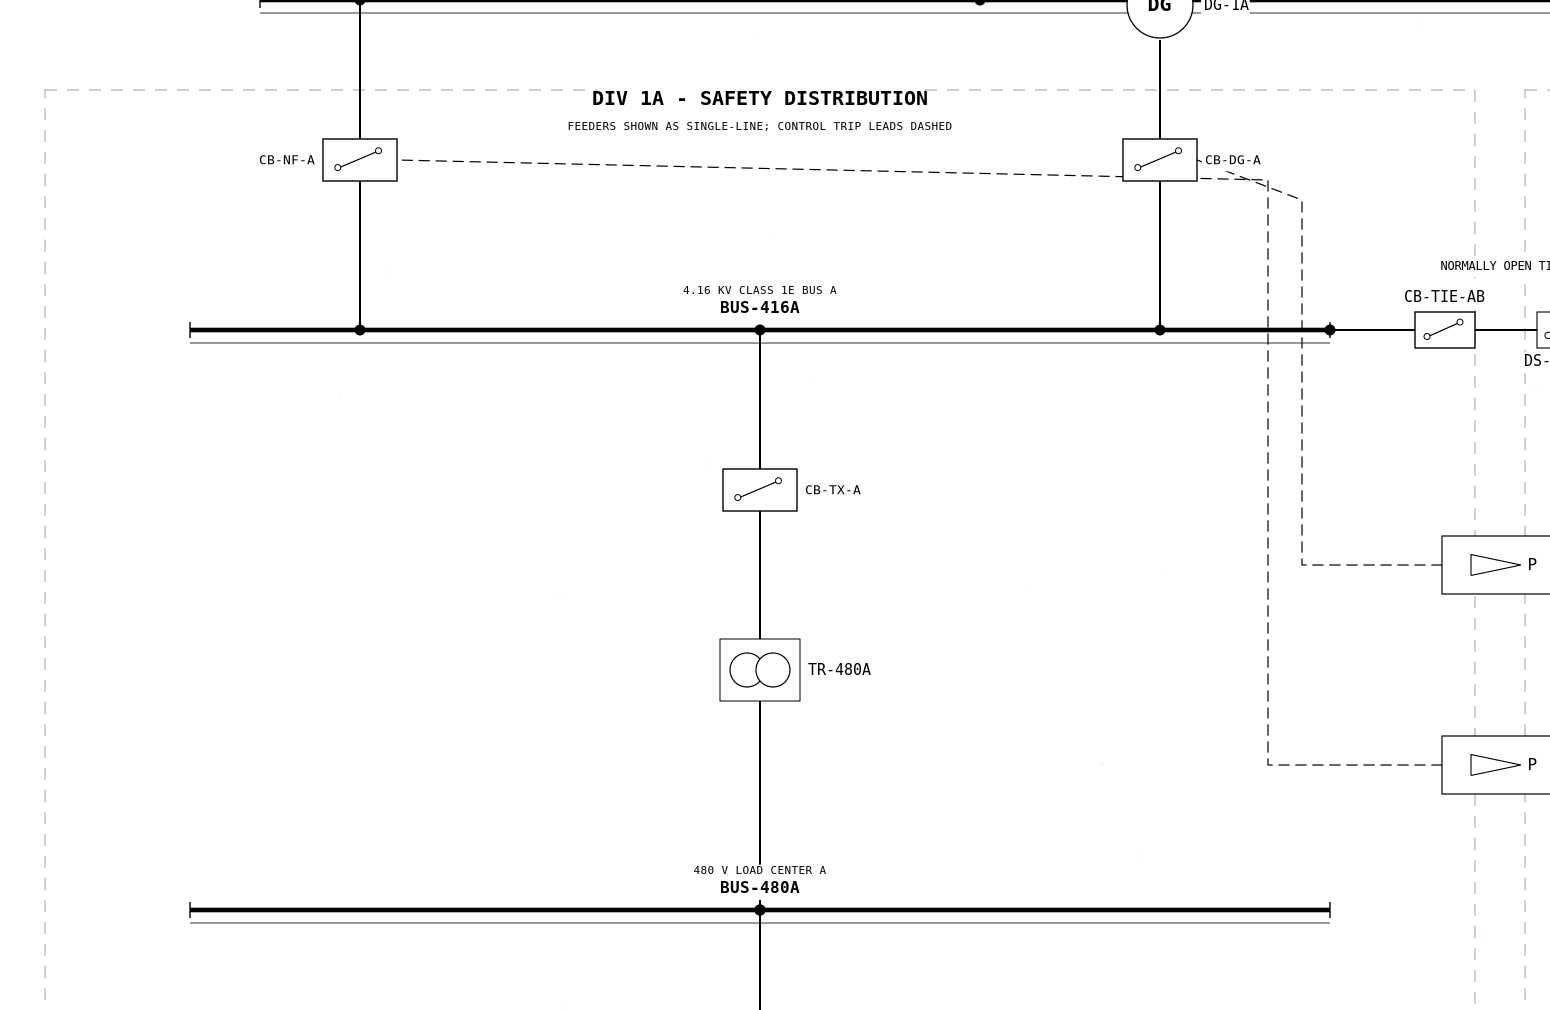 DG
DG-1A
DIV 1A - SAFETY DISTRIBUTION
FEEDERS SHOWN AS SINGLE-LINE; CONTROL TRIP LEADS DASHED
CB-NF-A
CB-DG-A
NORMALLY OPEN
4.16 KV CLASS 1E BUS A
BUS-416A
CB-TIE-AB
DS-
CB-TX-A
P
TR-480A
P
480 V LOAD CENTER A
BUS-480A